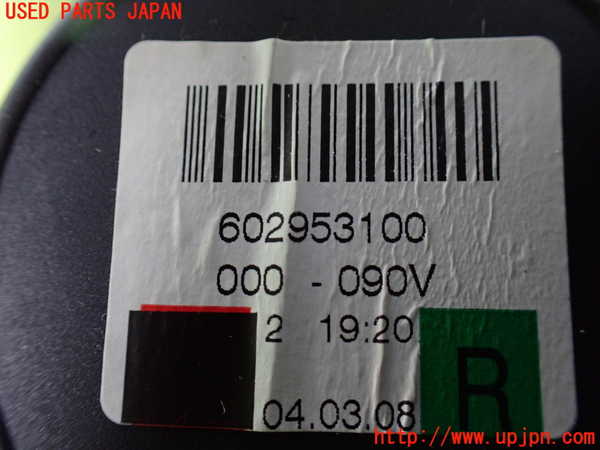 USED PARTS JAPAN
602953100
000 - 090V
2 19:20
R
04.03.08
http://www.upjpn.com/